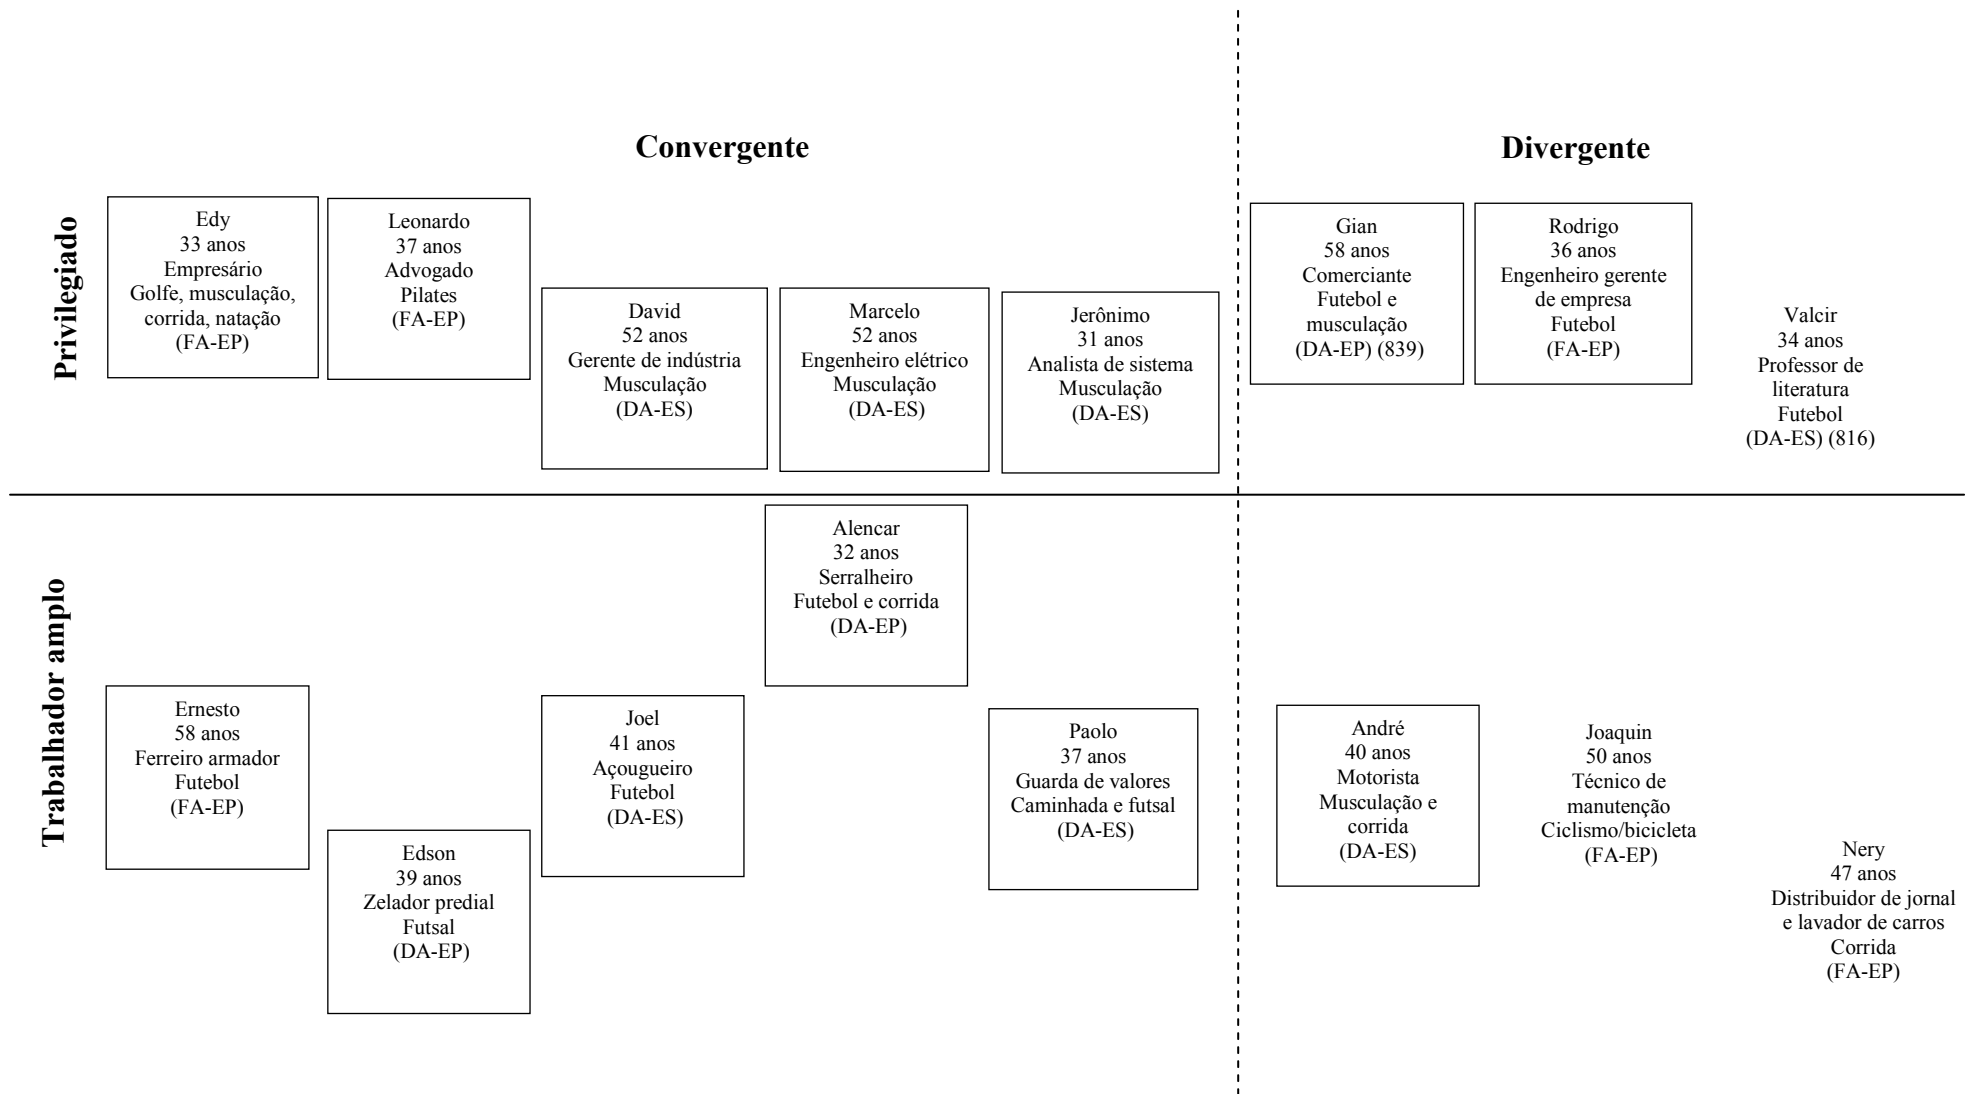 Convergente
Divergente
Privilegiado
Edy
33 anos
Empresário
Golfe, musculação,
corrida, natação
(FA-EP)
Leonardo
37 anos
Advogado
Pilates
(FA-EP)
David
52 anos
Gerente de indústria
Musculação
(DA-ES)
Marcelo
52 anos
Engenheiro elétrico
Musculação
(DA-ES)
Jerônimo
31 anos
Analista de sistema
Musculação
(DA-ES)
Gian
58 anos
Comerciante
Futebol e
musculação
(DA-EP) (839)
Rodrigo
36 anos
Engenheiro gerente
de empresa
Futebol
(FA-EP)
Valcir
34 anos
Professor de
literatura
Futebol
(DA-ES) (816)
Trabalhador amplo
Ernesto
58 anos
Ferreiro armador
Futebol
(FA-EP)
Edson
39 anos
Zelador predial
Futsal
(DA-EP)
Joel
41 anos
Açougueiro
Futebol
(DA-ES)
Alencar
32 anos
Serralheiro
Futebol e corrida
(DA-EP)
Paolo
37 anos
Guarda de valores
Caminhada e futsal
(DA-ES)
André
40 anos
Motorista
Musculação e
corrida
(DA-ES)
Joaquin
50 anos
Técnico de
manutenção
Ciclismo/bicicleta
(FA-EP)
Nery
47 anos
Distribuidor de jornal
e lavador de carros
Corrida
(FA-EP)